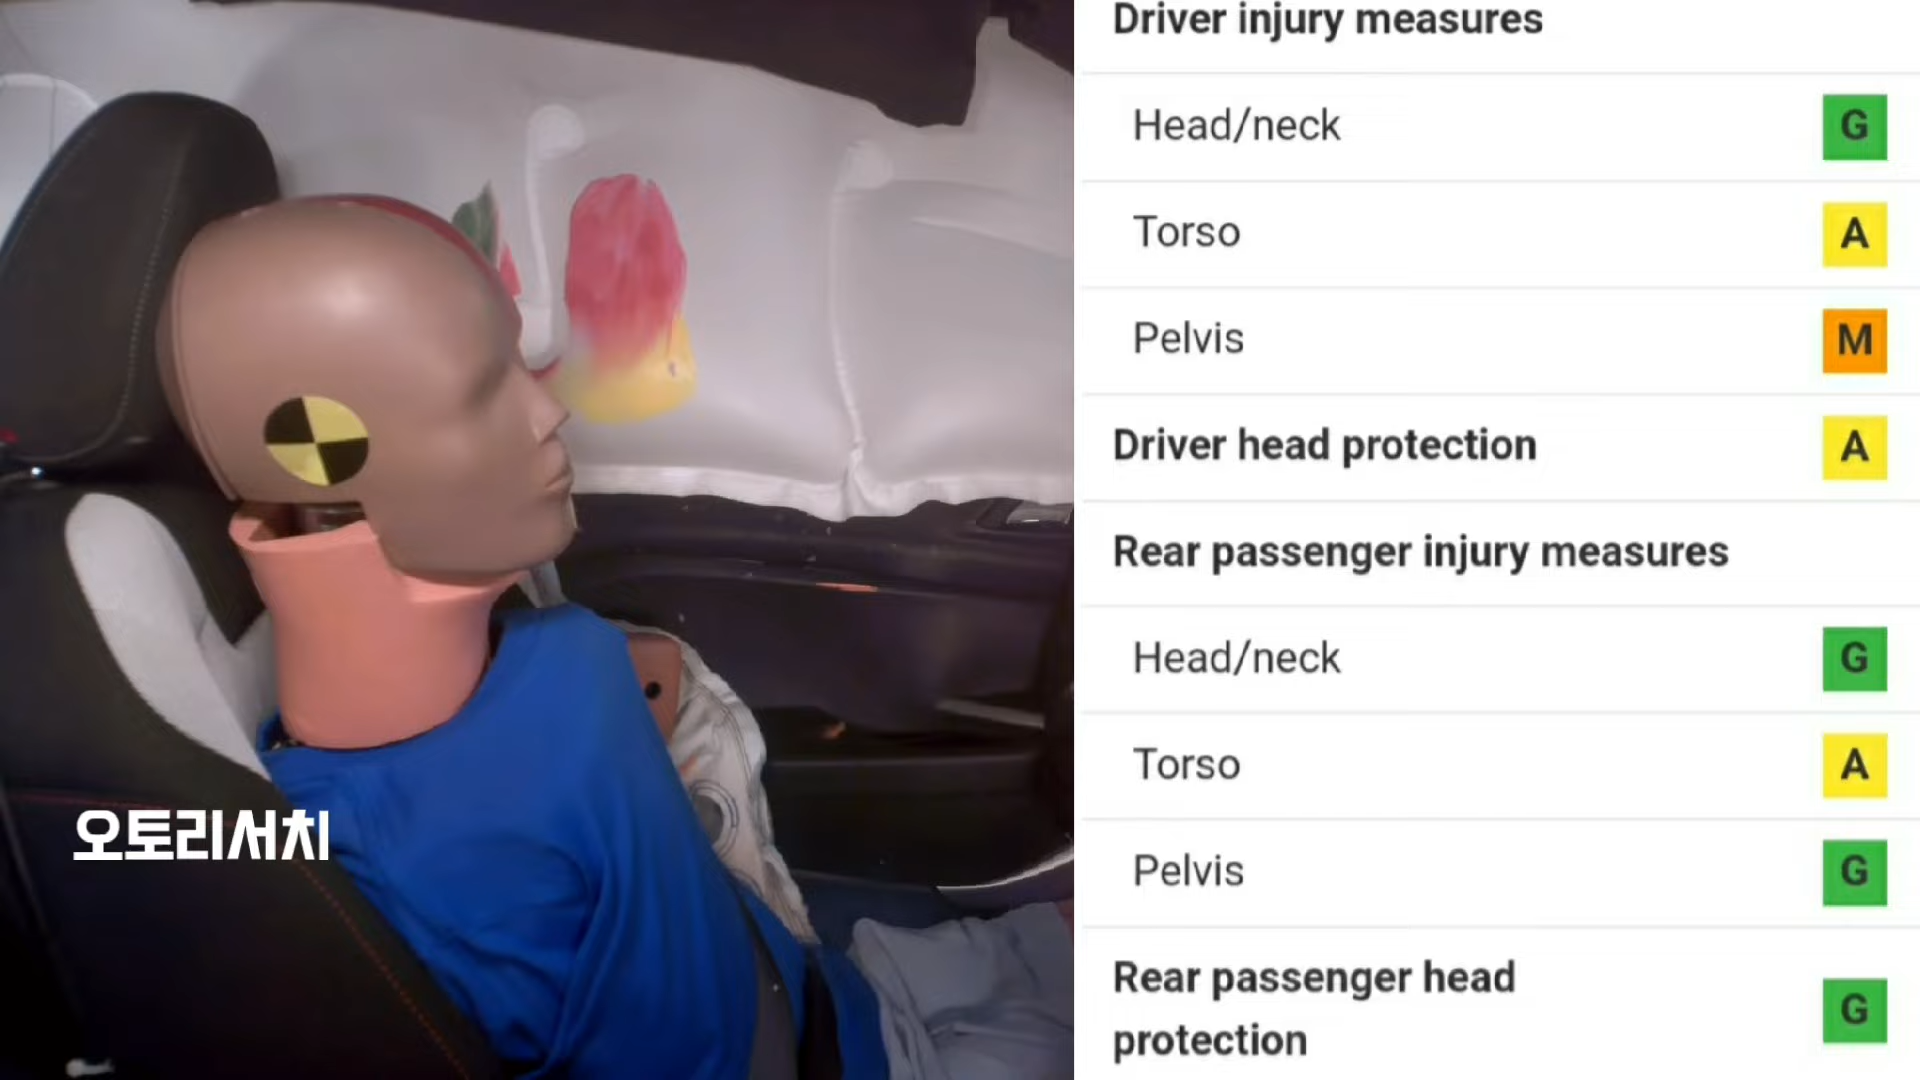 오토리서치
Driver injury measures
Head/neck G
Torso A
Pelvis M
Driver head protection A
Rear passenger injury measures
Head/neck G
Torso A
Pelvis G
Rear passenger head
protection G